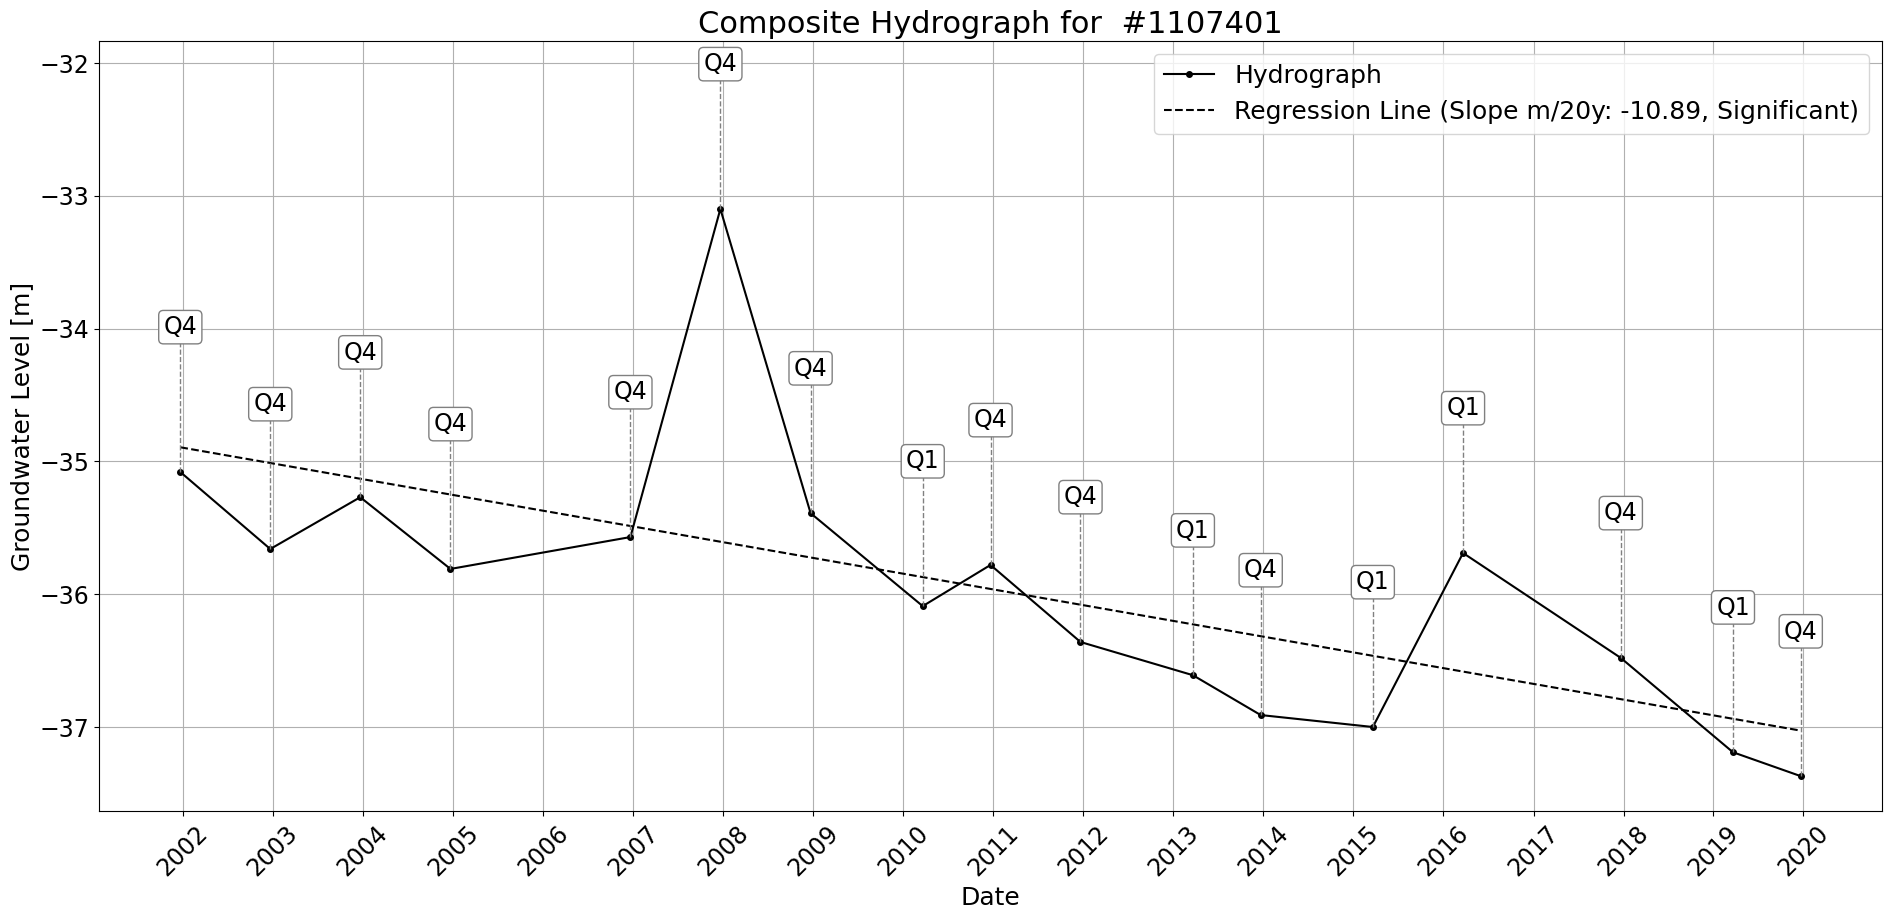 Composite Hydrograph for  #1107401
Hydrograph
Regression Line (Slope m/20y: -10.89, Significant)
Groundwater Level [m]
−32
−33
−34
−35
−36
−37
Q4
Q4
Q4
Q4
Q4
Q4
Q4
Q1
Q4
Q4
Q1
Q4
Q1
Q1
Q4
Q1
Q4
2002
2003
2004
2005
2006
2007
2008
2009
2010
2011
2012
2013
2014
2015
2016
2017
2018
2019
2020
Date